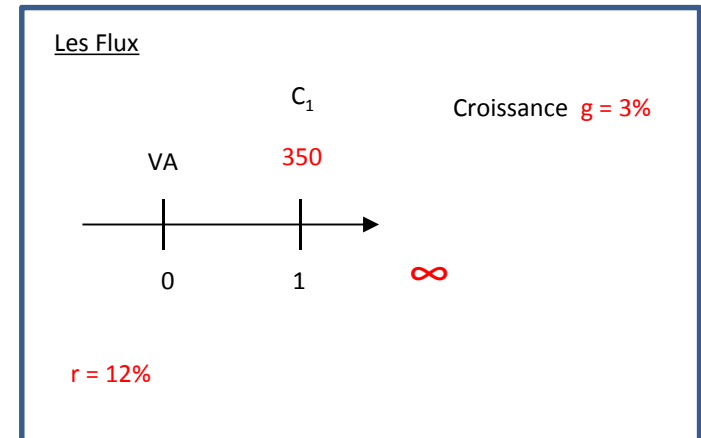 Les Flux
C₁
Croissance g = 3%
VA
350
0
1
∞
r = 12%